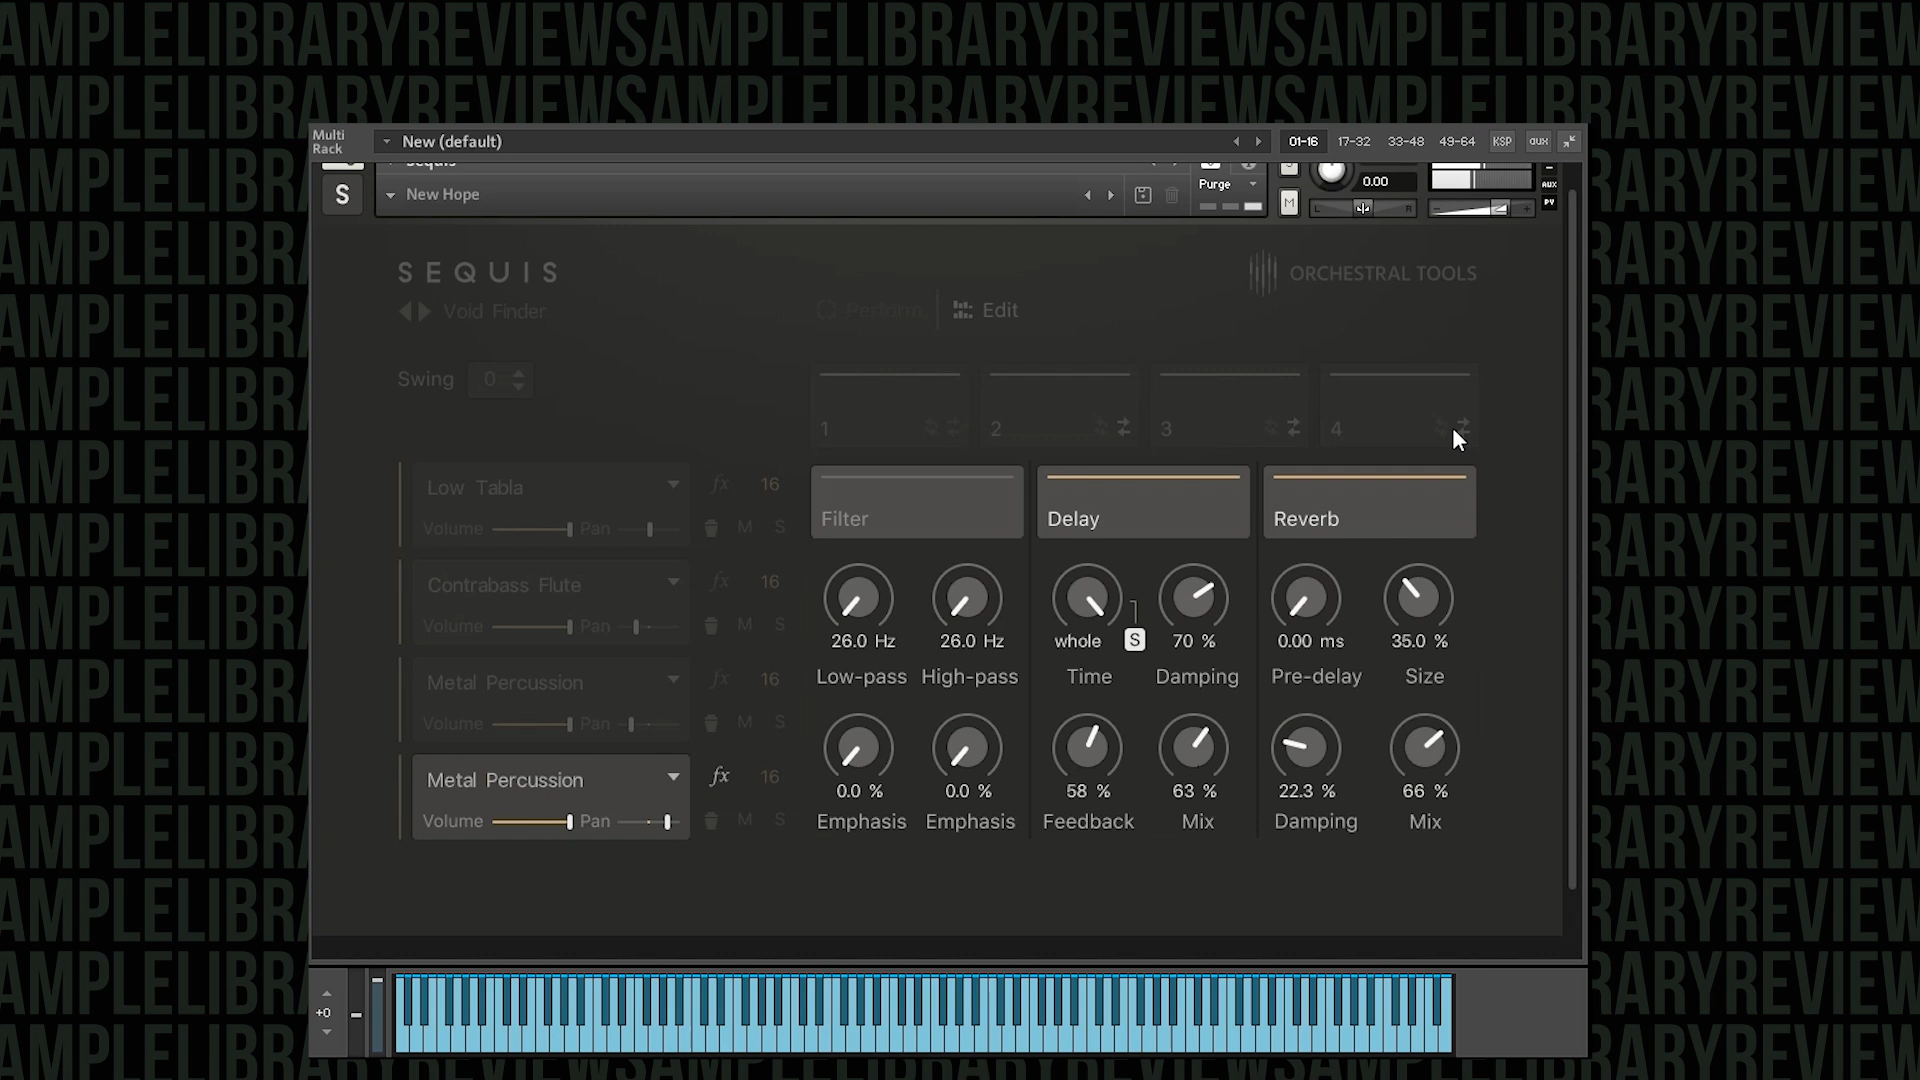 AMPLELIBRARYREVIEWSAMPLELIBRARYREVIEWSAMPLELIBRARYREVIEW
Multi Rack
New (default)
01-16 17-32 33-48 49-64 KSP aux
Sequis
S New Hope
Purge
0.00
M L R
AUX
PV
SEQUIS
ORCHESTRAL TOOLS
Void Finder
Perform Edit
Swing 0
1 2 3 4
Low Tabla fx 16
Volume Pan M S
Contrabass Flute fx 16
Volume Pan M S
Metal Percussion fx 16
Volume Pan M S
Metal Percussion fx 16
Volume Pan M S
Filter Delay Reverb
26.0 Hz 26.0 Hz whole S 70 % 0.00 ms 35.0 %
Low-pass High-pass Time Damping Pre-delay Size
0.0 % 0.0 % 58 % 63 % 22.3 % 66 %
Emphasis Emphasis Feedback Mix Damping Mix
+0